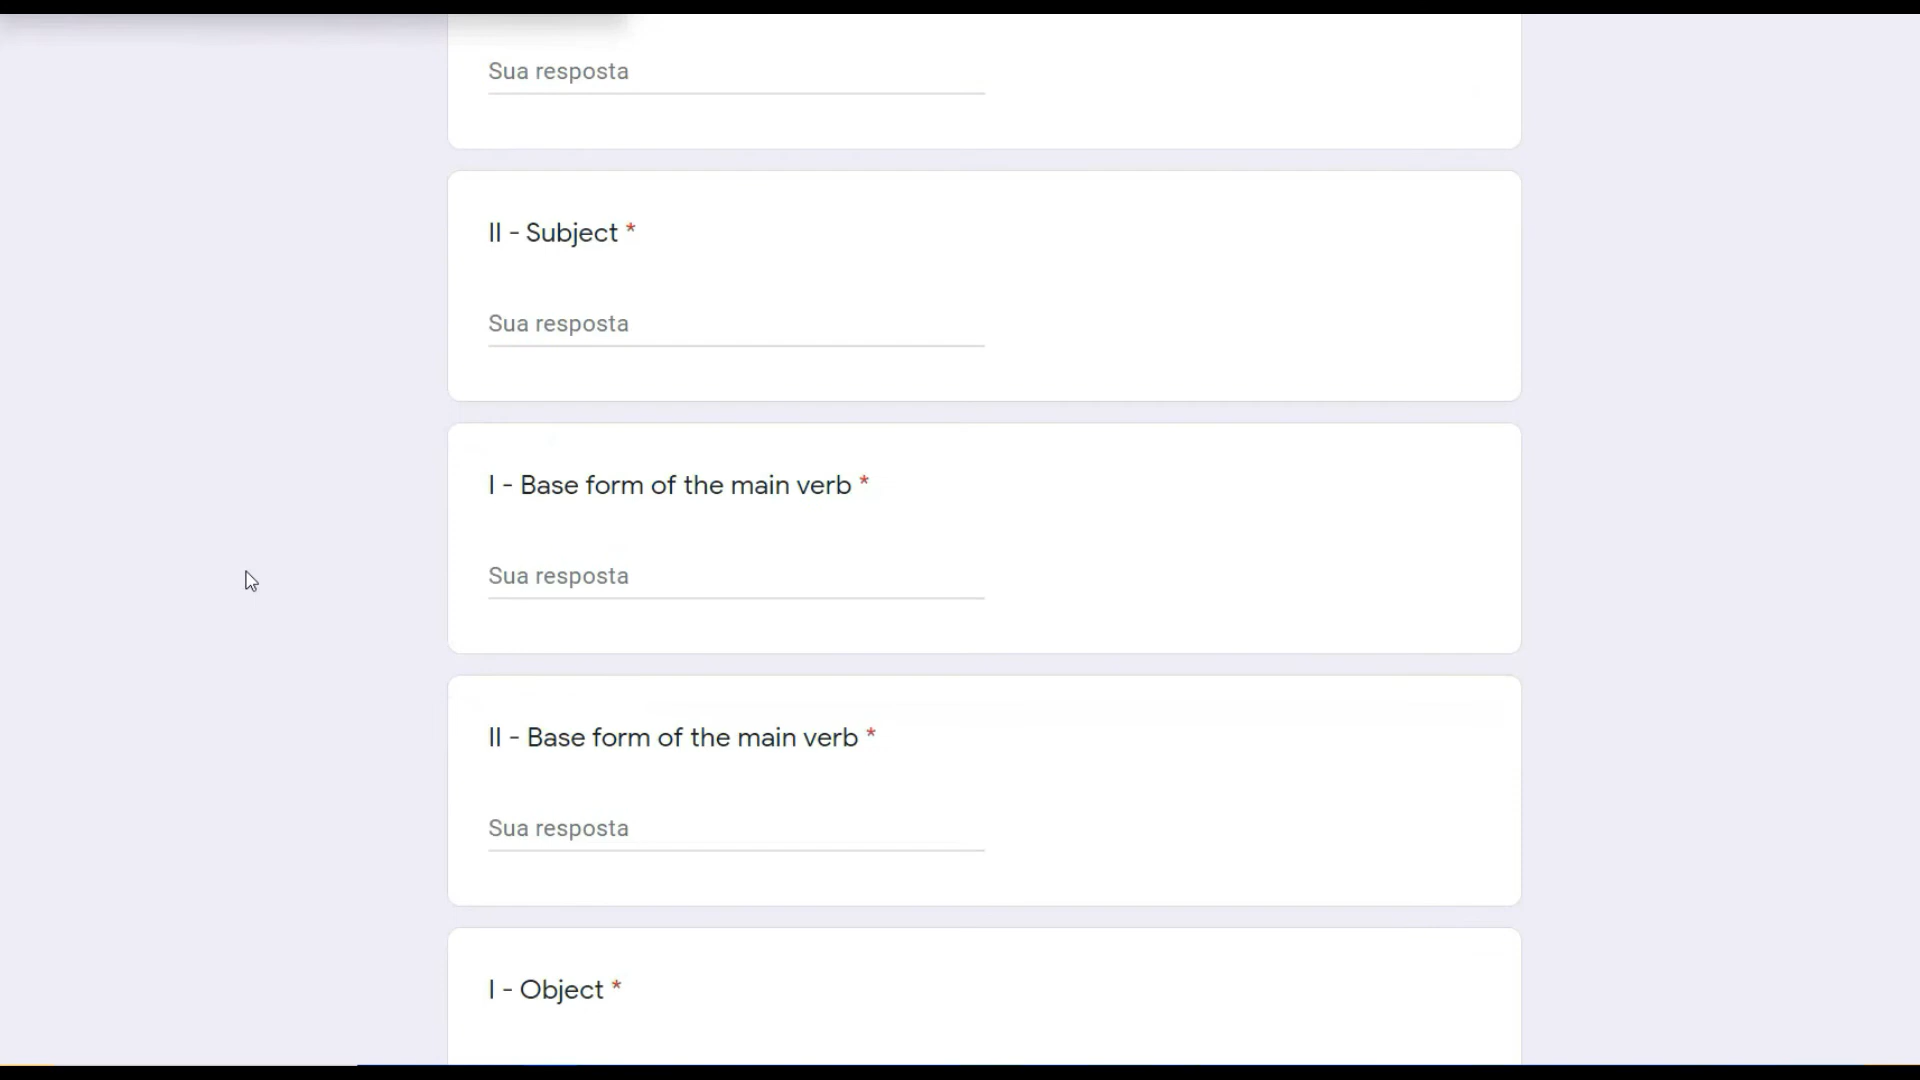 Sua resposta
II - Subject *
Sua resposta
I - Base form of the main verb *
Sua resposta
II - Base form of the main verb *
Sua resposta
I - Object *